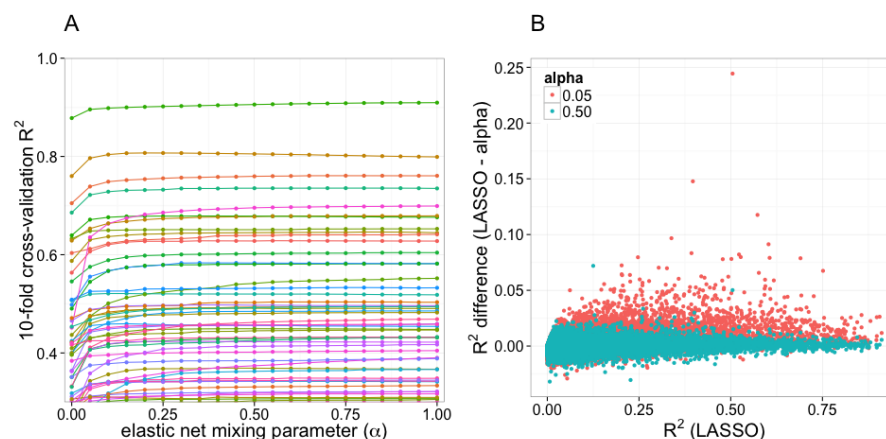 A
10-fold cross-validation R²
1.0
0.8
0.6
0.4
0.00 0.25 0.50 0.75 1.00
elastic net mixing parameter (α)
B
R² difference (LASSO - alpha)
0.25
0.20
0.15
0.10
0.05
0.00
alpha
0.05
0.50
0.00 0.25 0.50 0.75
R² (LASSO)